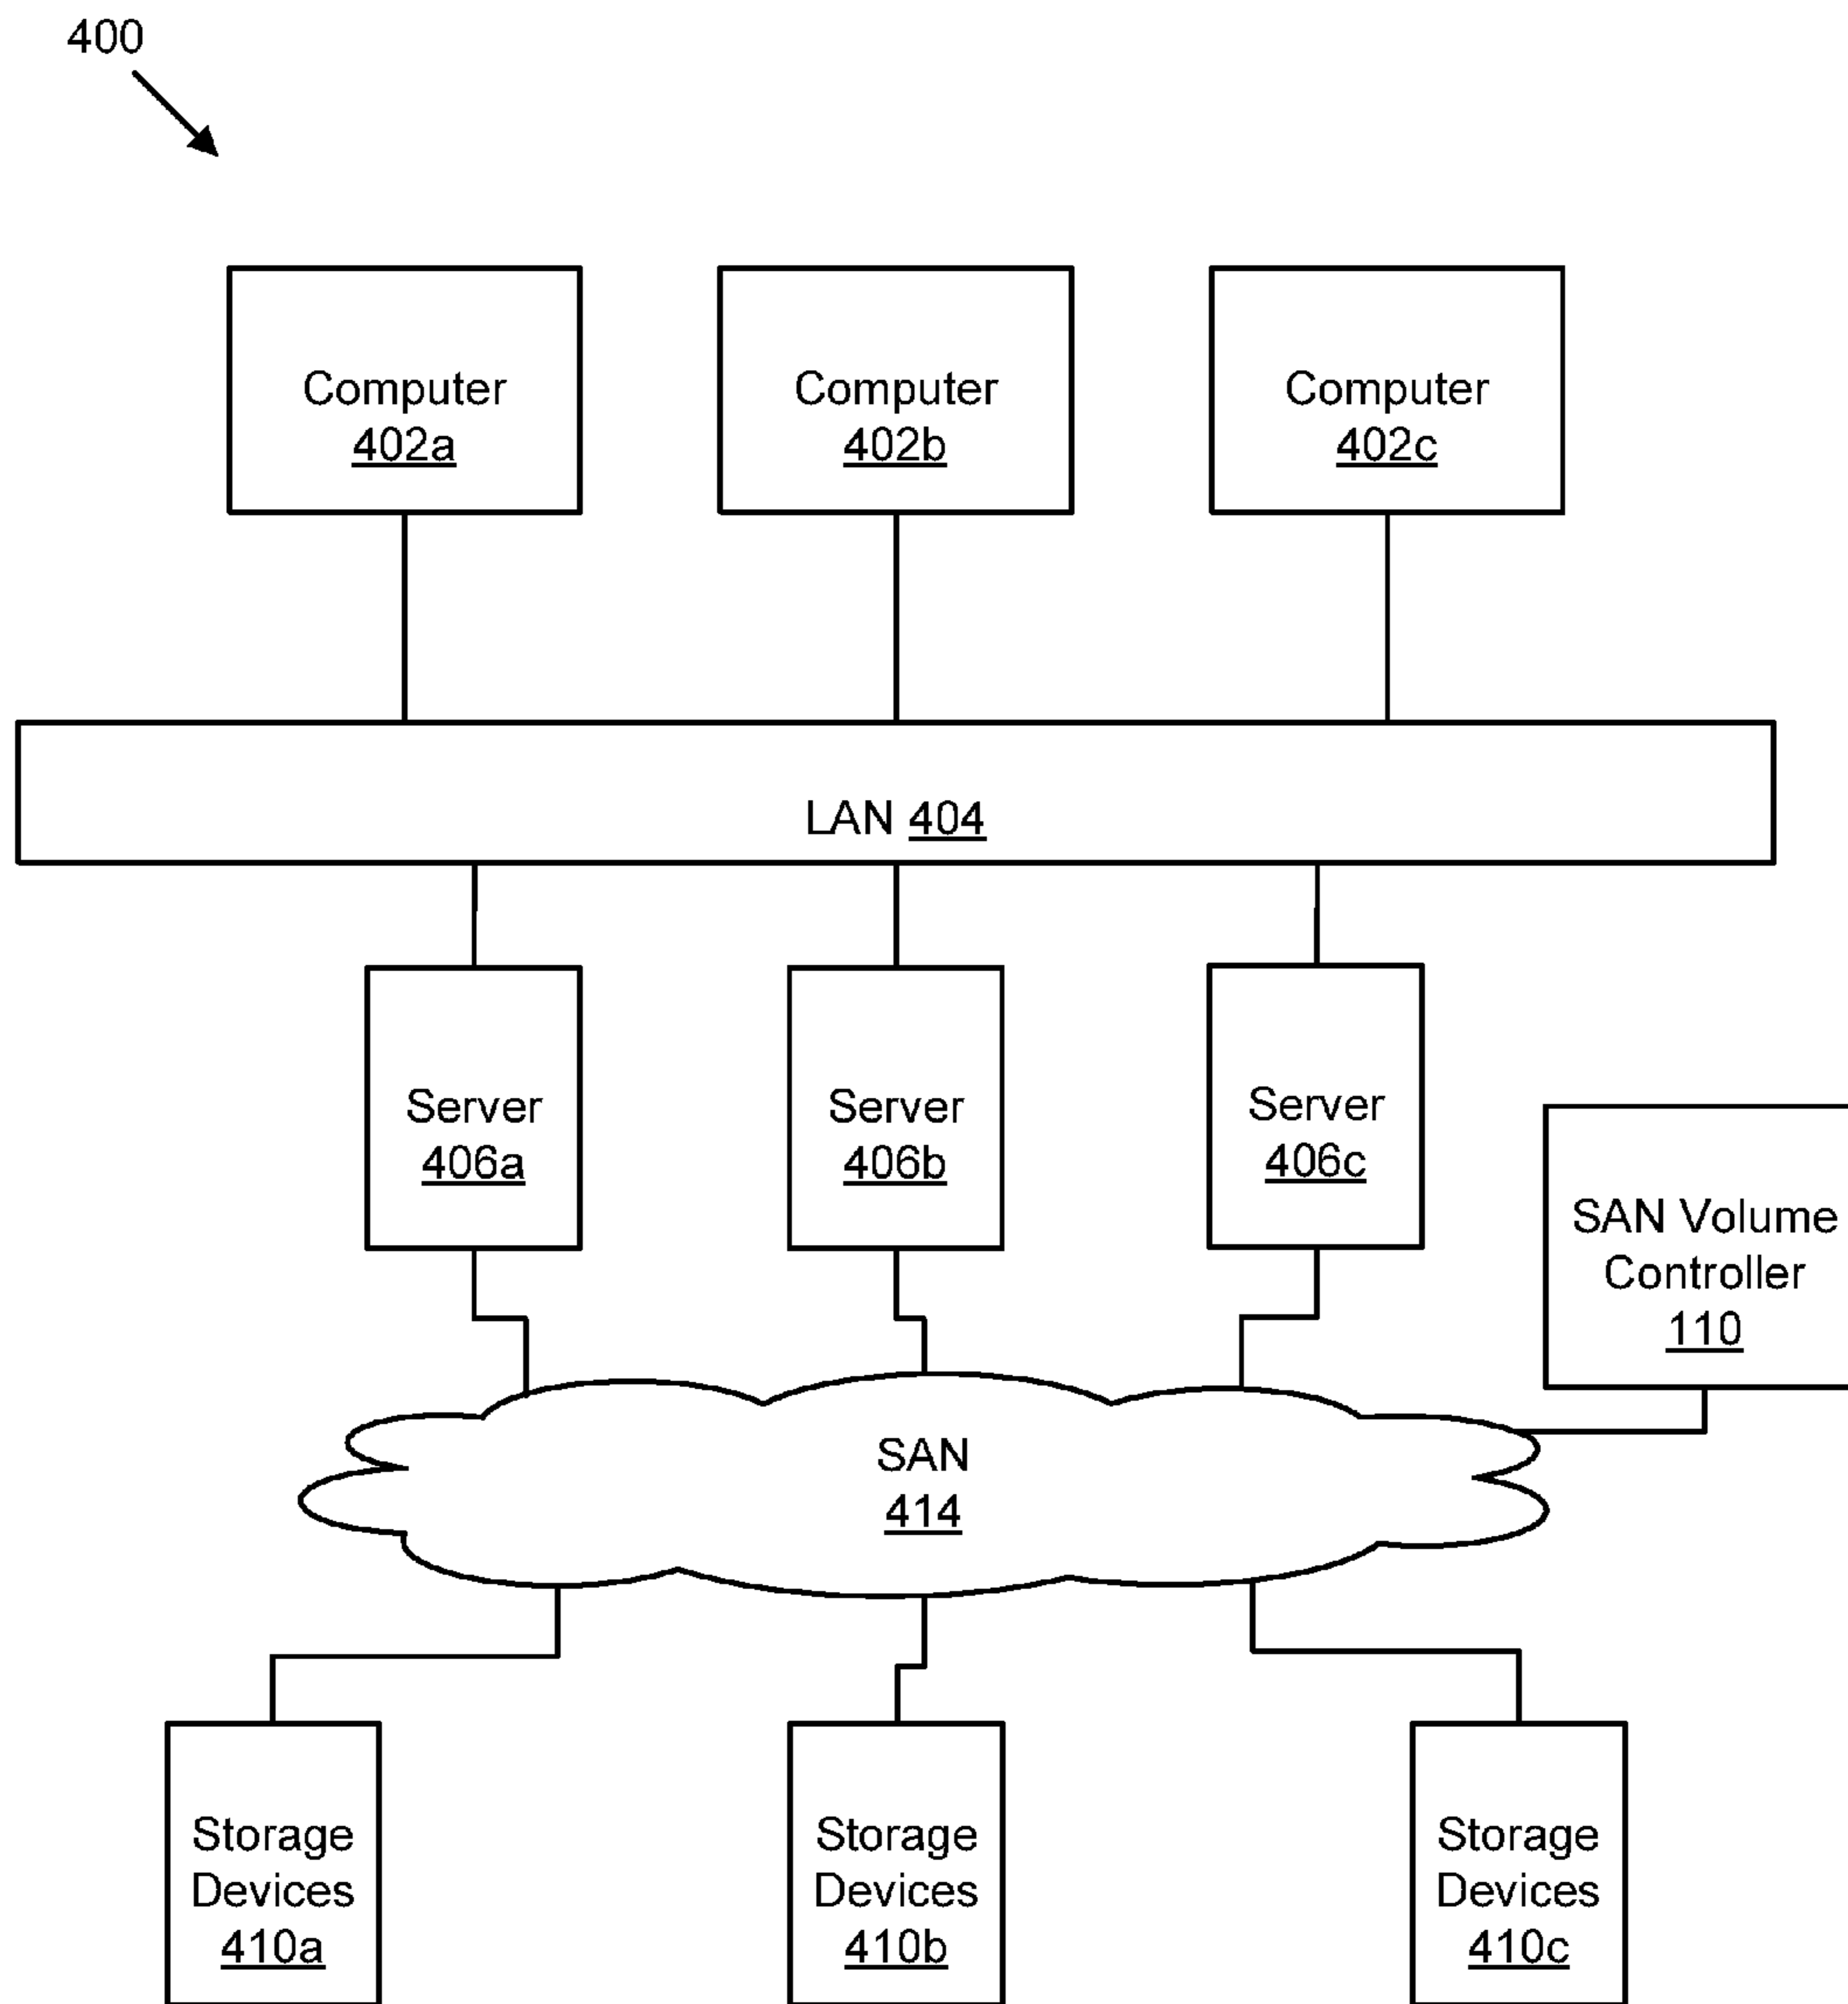 400
Computer
402a
Computer
402b
Computer
402c
LAN 404
Server
406a
Server
406b
Server
406c
SAN Volume
Controller
110
SAN
414
Storage
Devices
410a
Storage
Devices
410b
Storage
Devices
410c